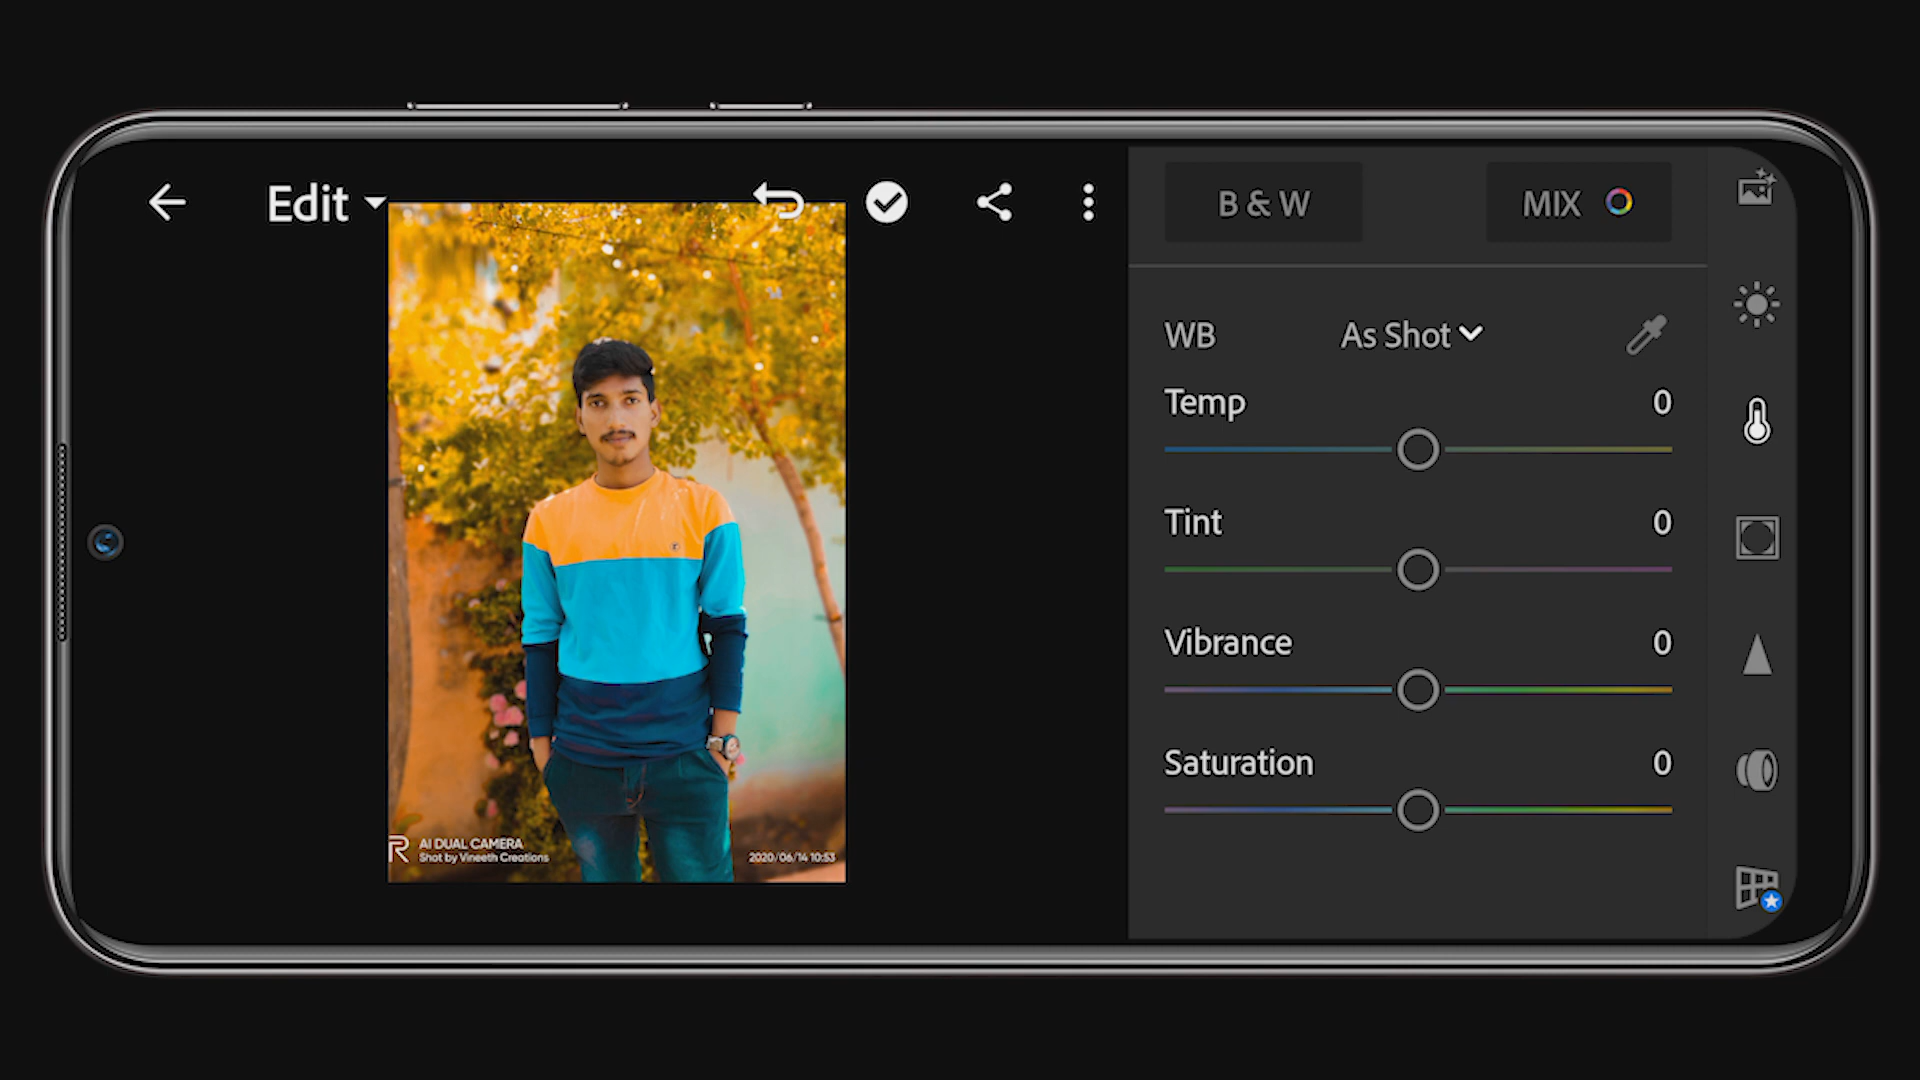 Edit
B & W
MIX
WB
As Shot
Temp
0
Tint
0
Vibrance
0
Saturation
0
R
AI DUAL CAMERA
Shot by Vineeth Creations
2020/06/14 10:53